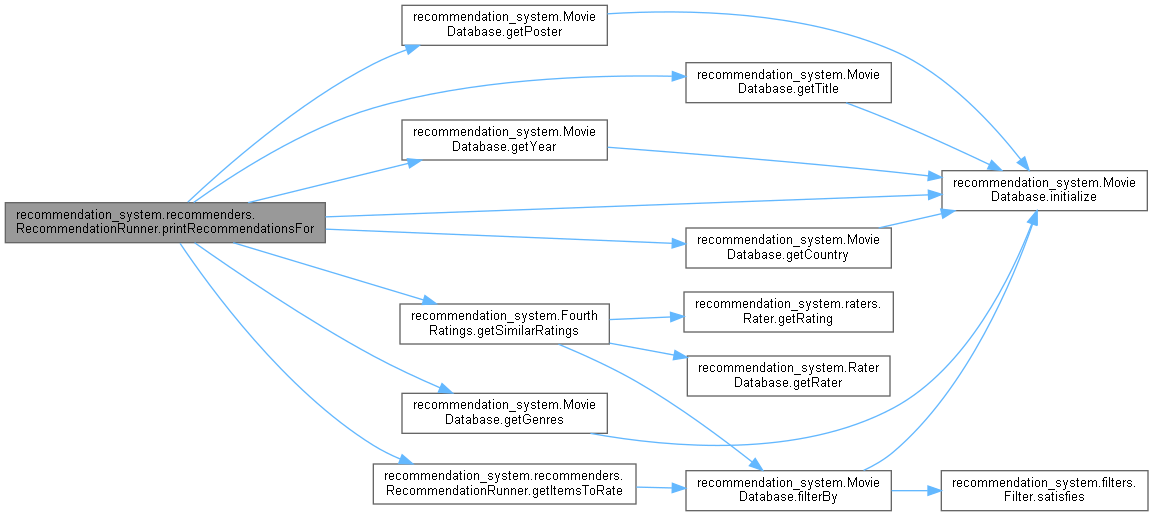 recommendation_system.Movie
Database.getPoster
recommendation_system.Movie
Database.getTitle
recommendation_system.Movie
Database.getYear
recommendation_system.Movie
Database.initialize
recommendation_system.recommenders.
RecommendationRunner.printRecommendationsFor
recommendation_system.Movie
Database.getCountry
recommendation_system.raters.
Rater.getRating
recommendation_system.Fourth
Ratings.getSimilarRatings
recommendation_system.Rater
Database.getRater
recommendation_system.Movie
Database.getGenres
recommendation_system.recommenders.
RecommendationRunner.getItemsToRate
recommendation_system.Movie
Database.filterBy
recommendation_system.filters.
Filter.satisfies